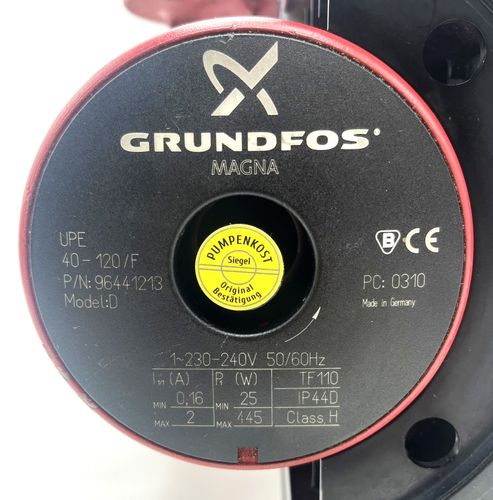 GRUNDFOS
MAGNA
UPE
40-120/F
P/N:96441213
Model:D
PUMPENKOST
Siegel
Original
Bestätigung
B CE
PC: 0310
Made in Germany
1~230-240V 50/60Hz
I1/1 (A) P1 (W) TF110
MIN 0,16 MIN 25 IP44D
MAX 2 MAX 445 Class,H